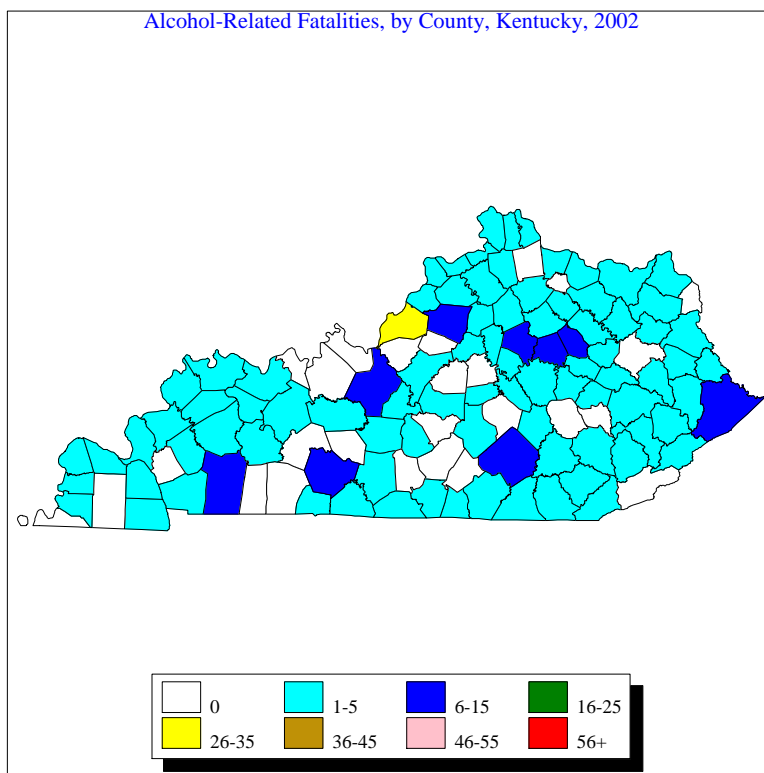 Alcohol-Related Fatalities, by County, Kentucky, 2002
0 1-5 6-15 16-25
26-35 36-45 46-55 56+